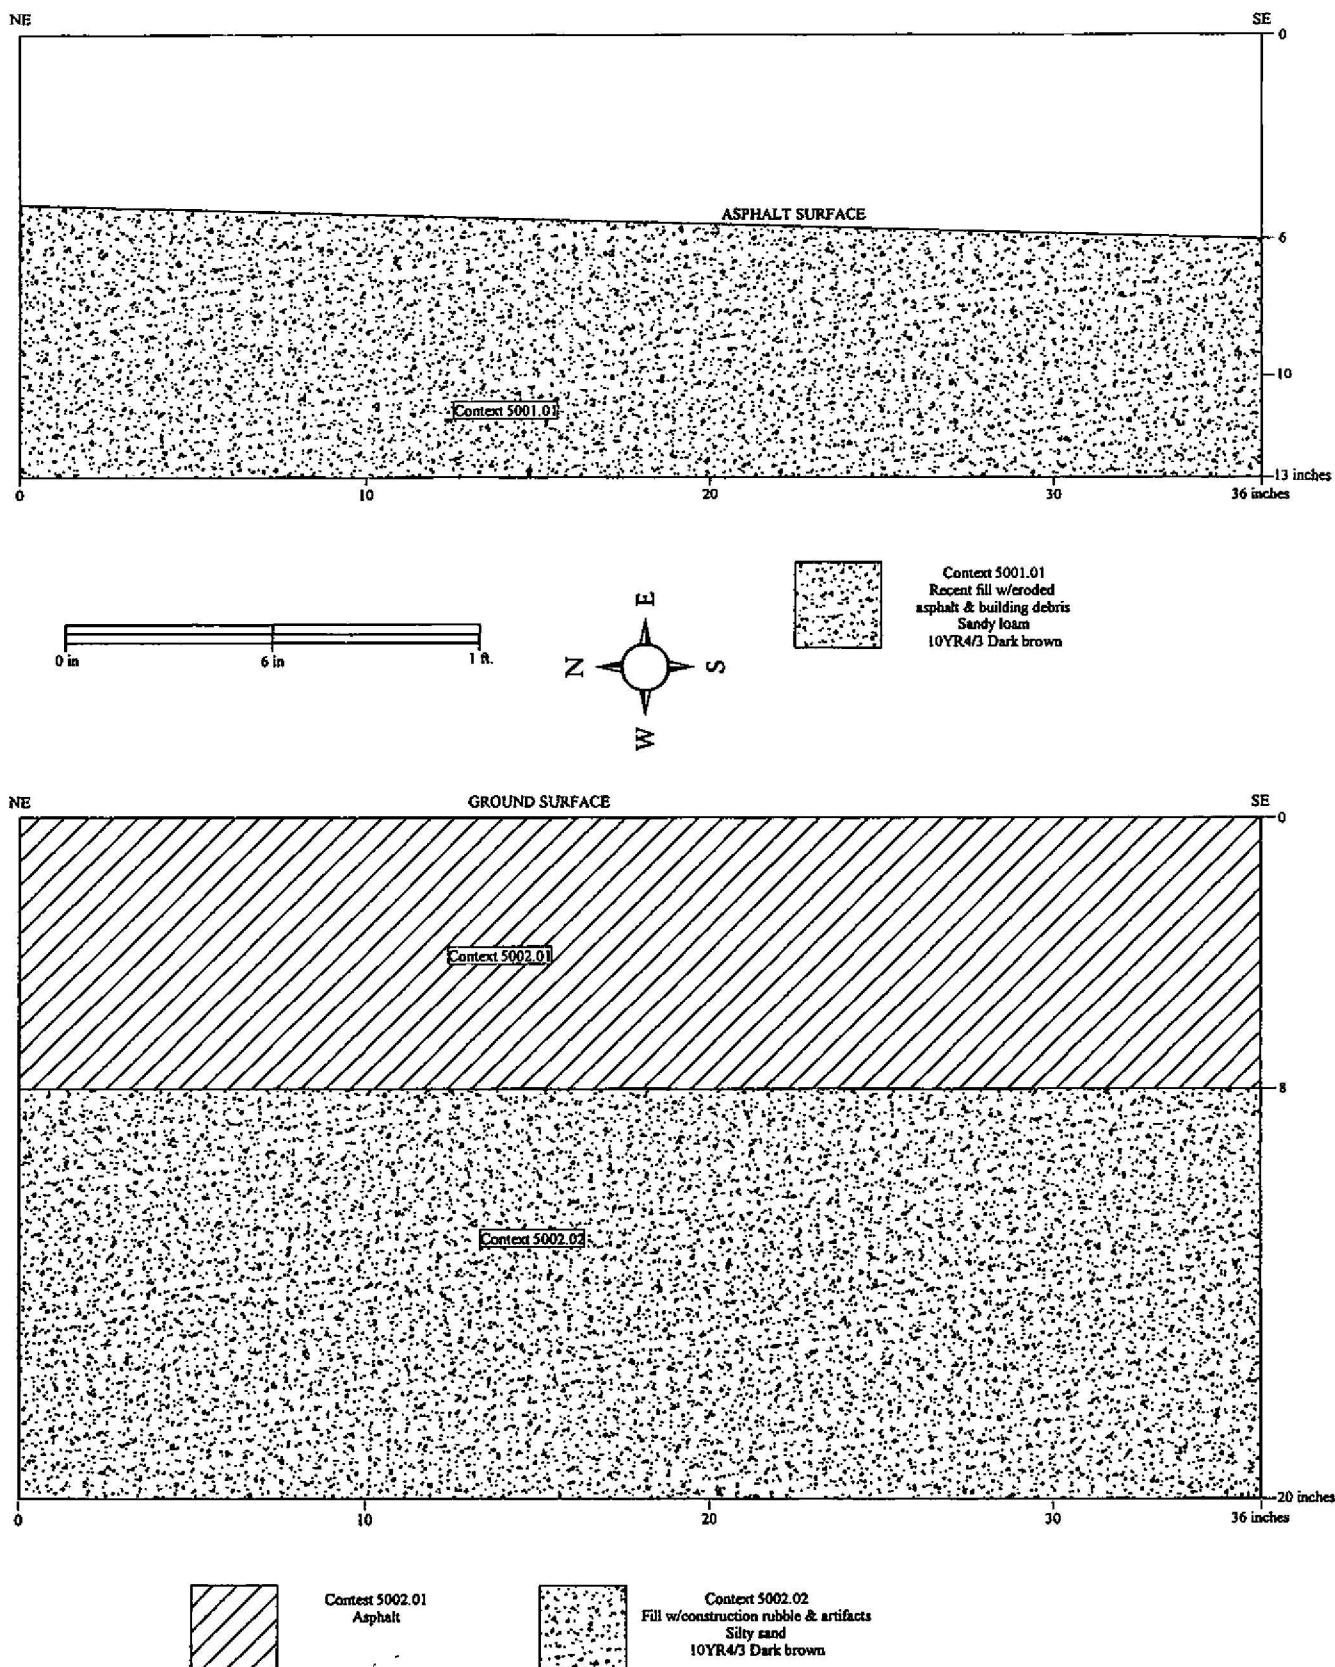 NE
SE
0
ASPHALT SURFACE
6
10
Context 5001.01
13 inches
0
10
20
30
36 inches
Context 5001.01
Recent fill w/eroded
asphalt & building debris
Sandy loam
10YR4/3 Dark brown
0 in
6 in
1 ft.
E
N
S
W
NE
GROUND SURFACE
SE
0
Context 5002.01
8
Context 5002.02
20 inches
0
10
20
30
36 inches
Context 5002.01
Asphalt
Context 5002.02
Fill w/construction rubble & artifacts
Silty sand
10YR4/3 Dark brown